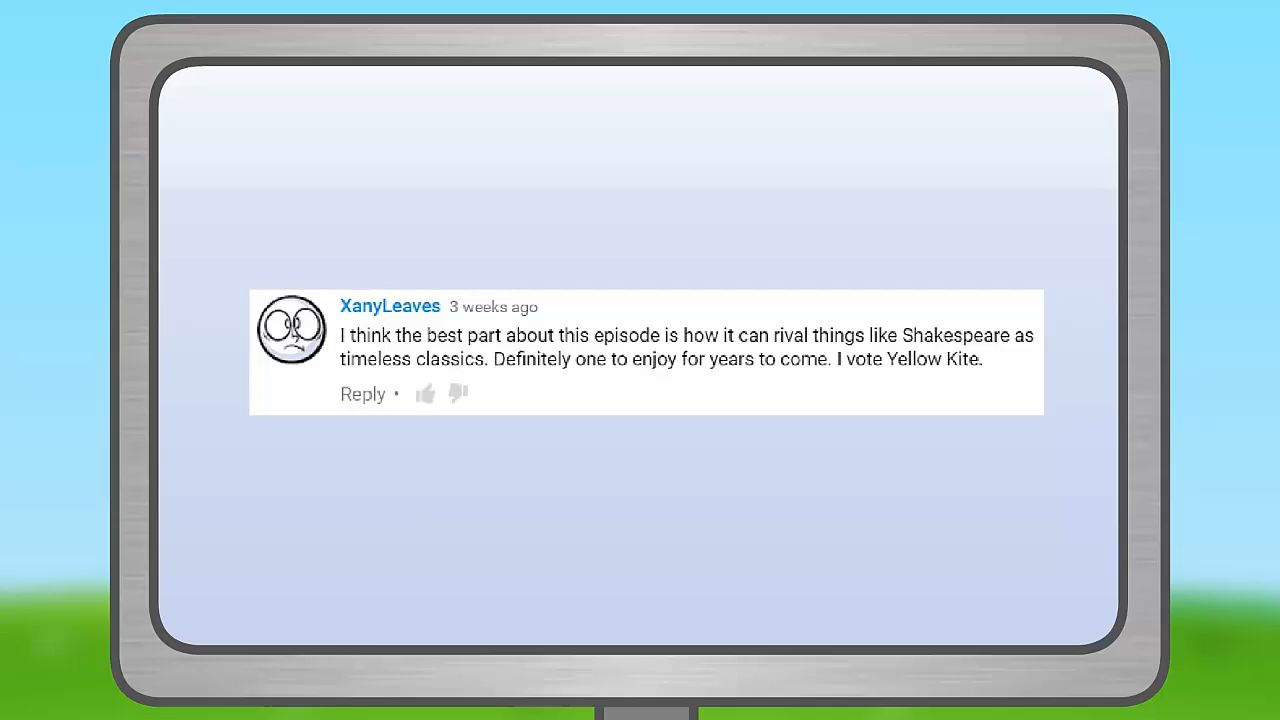 XanyLeaves 3 weeks ago
I think the best part about this episode is how it can rival things like Shakespeare as
timeless classics. Definitely one to enjoy for years to come. I vote Yellow Kite.
Reply •